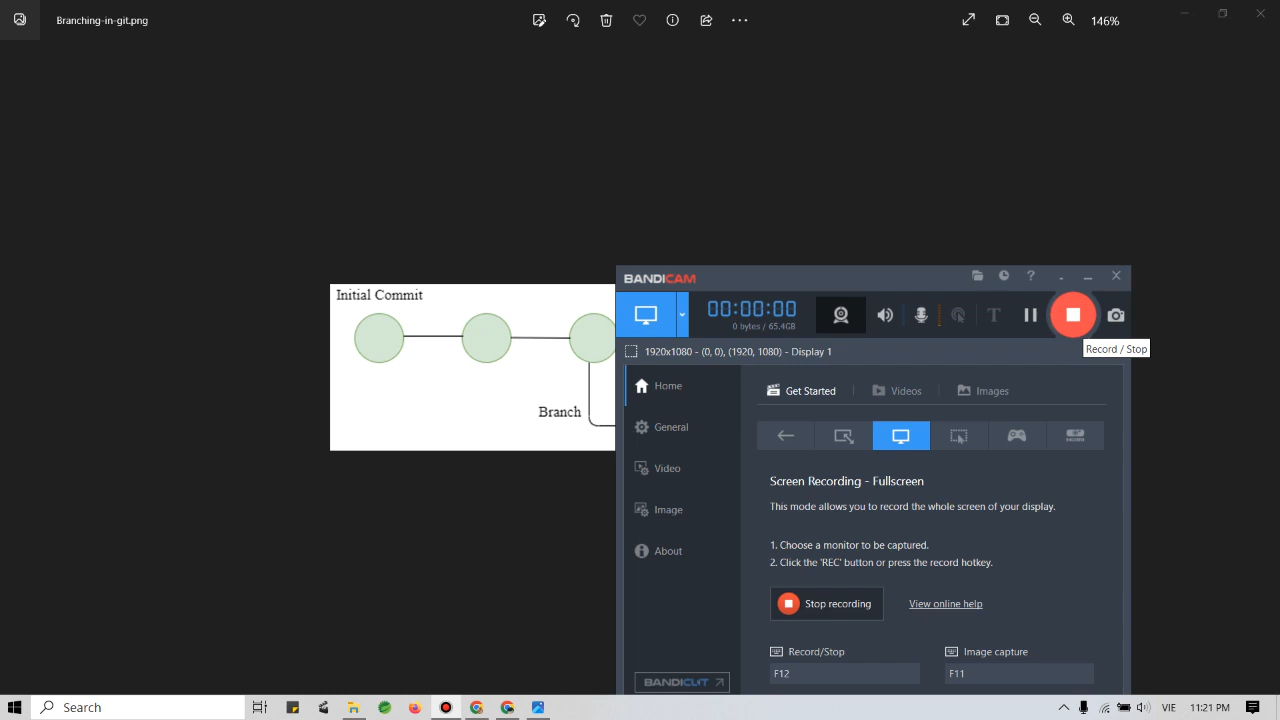 Branching-in-git.png
146%
Initial Commit
Branch
BANDICAM
00:00:00
0 bytes / 65.4GB
T
Record / Stop
1920x1080 - (0, 0), (1920, 1080) - Display 1
Home
General
Video
Image
About
Get Started
Videos
Images
HDMI
Screen Recording - Fullscreen
This mode allows you to record the whole screen of your display.
1. Choose a monitor to be captured.
2. Click the 'REC' button or press the record hotkey.
Stop recording
View online help
Record/Stop
Image capture
F12
F11
BANDICUT
Search
VIE
11:21 PM